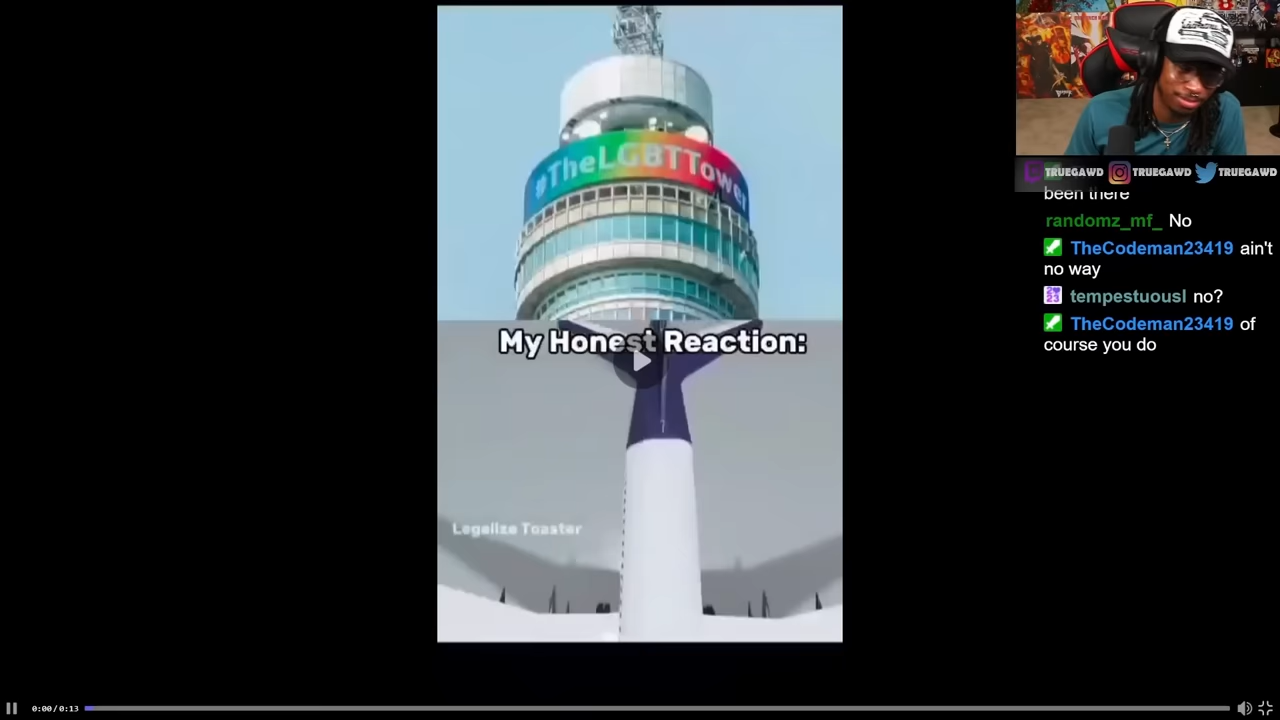 #TheLGBTTower
My Honest Reaction:
Legalize Toaster
TRUEGAWD TRUEGAWD TRUEGAWD
been there
randomz_mf_ No
TheCodeman23419 ain't
no way
tempestuousl no?
TheCodeman23419 of
course you do
0:00/0:13